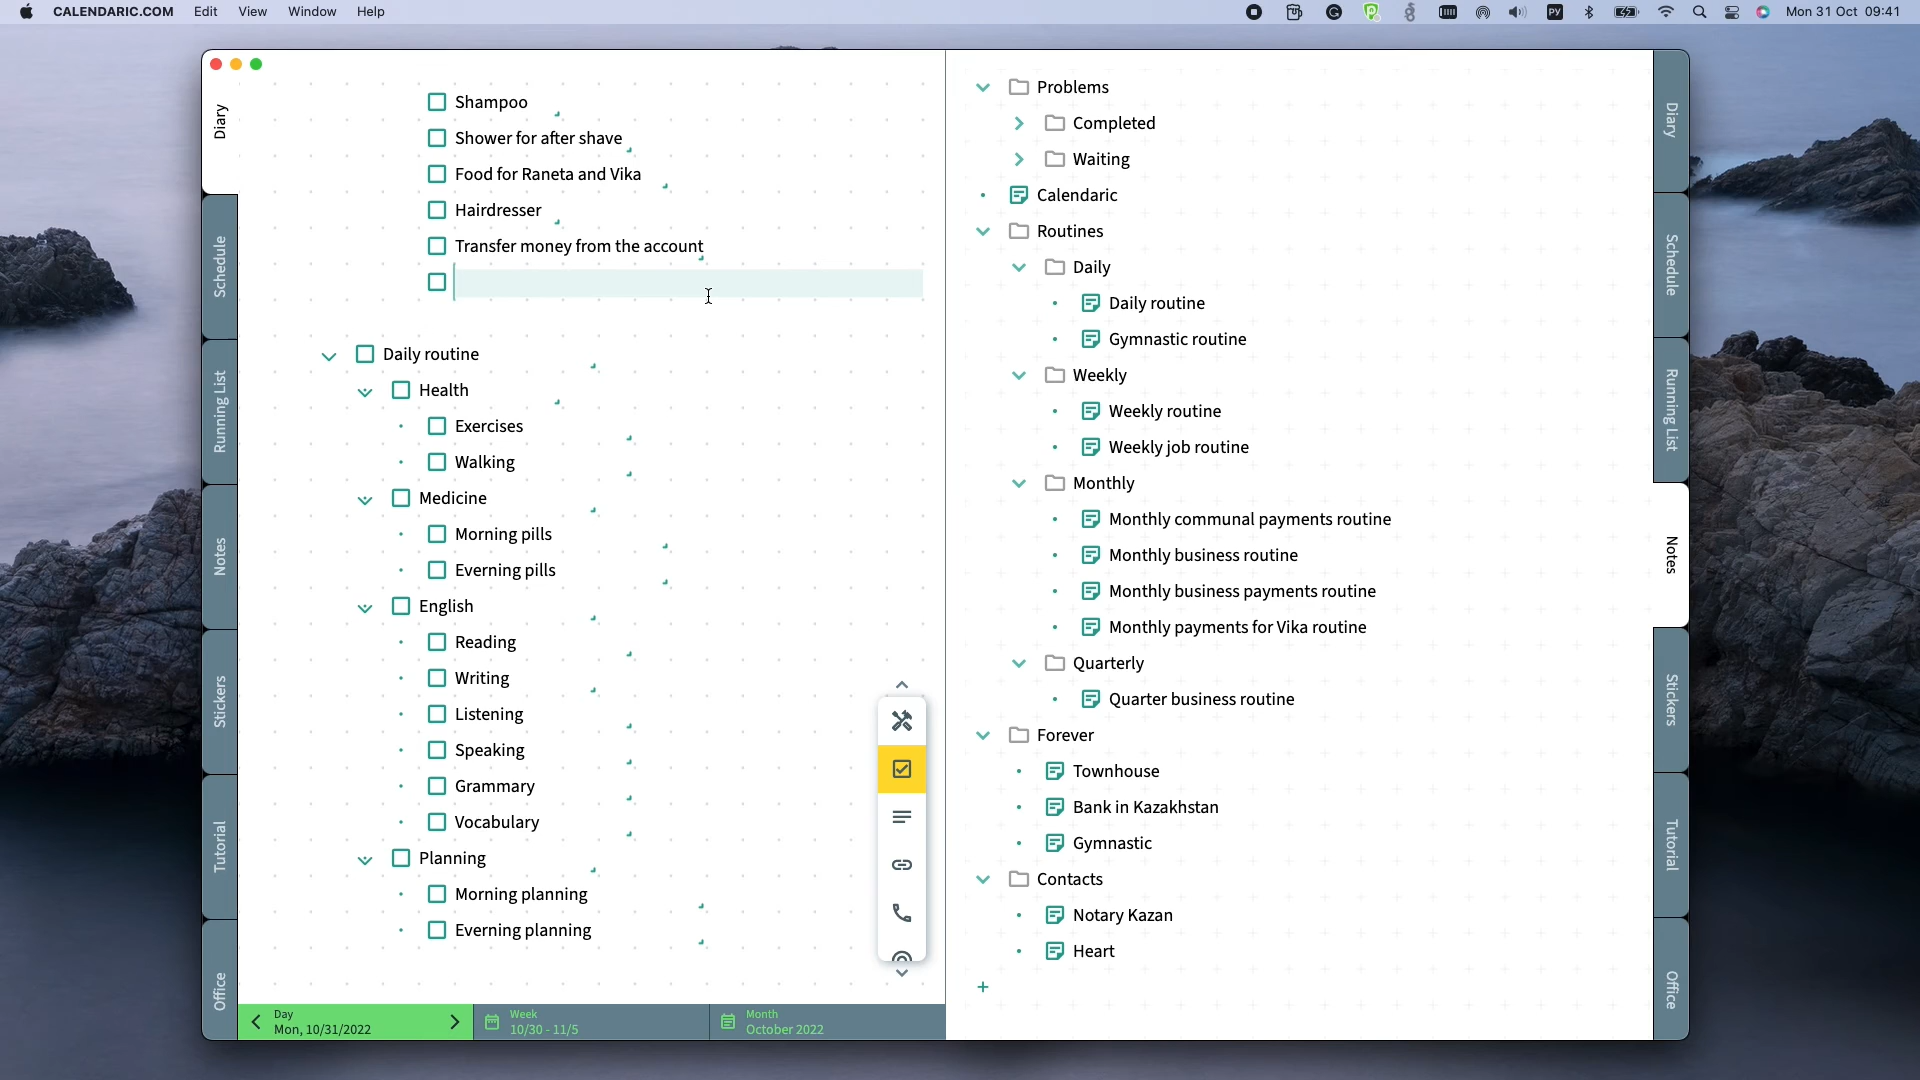 CALENDARIC.COM Edit View Window Help
РУ
Mon 31 Oct 09:41
Diary
Schedule
Running List
Notes
Stickers
Tutorial
Office
Shampoo
Shower for after shave
Food for Raneta and Vika
Hairdresser
Transfer money from the account
Daily routine
Health
Exercises
Walking
Medicine
Morning pills
Everning pills
English
Reading
Writing
Listening
Speaking
Grammary
Vocabulary
Planning
Morning planning
Everning planning
Day
Mon, 10/31/2022
Week
10/30 - 11/5
Month
October 2022
Problems
Completed
Waiting
Calendaric
Routines
Daily
Daily routine
Gymnastic routine
Weekly
Weekly routine
Weekly job routine
Monthly
Monthly communal payments routine
Monthly business routine
Monthly business payments routine
Monthly payments for Vika routine
Quarterly
Quarter business routine
Forever
Townhouse
Bank in Kazakhstan
Gymnastic
Contacts
Notary Kazan
Heart
Diary
Schedule
Running List
Notes
Stickers
Tutorial
Office